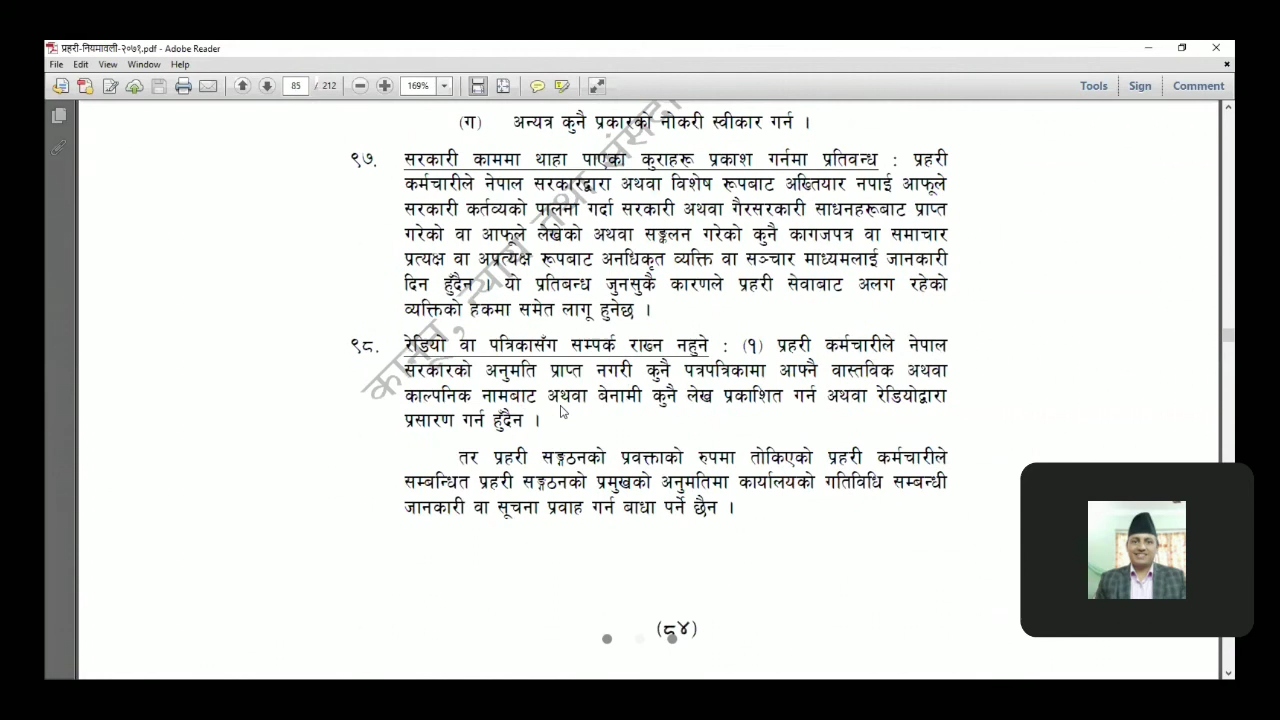 प्रहरी-नियमावली-२०७१.pdf - Adobe Reader
File Edit View Window Help
85 / 212 169% Tools Sign Comment
(ग) अन्यत्र कुनै प्रकारको नोकरी स्वीकार गर्न ।
९७. सरकारी काममा थाहा पाएका कुराहरू प्रकाश गर्नमा प्रतिवन्ध : प्रहरी
कर्मचारीले नेपाल सरकारद्वारा अथवा विशेष रूपबाट अख्तियार नपाई आफूले
सरकारी कर्तव्यको पालना गर्दा सरकारी अथवा गैरसरकारी साधनहरूबाट प्राप्त
गरेको वा आफूले लेखेको अथवा सङ्कलन गरेको कुनै कागजपत्र वा समाचार
प्रत्यक्ष वा अप्रत्यक्ष रूपबाट अनधिकृत व्यक्ति वा सञ्चार माध्यमलाई जानकारी
दिन हुँदैन । यो प्रतिबन्ध जुनसुकै कारणले प्रहरी सेवाबाट अलग रहेको
व्यक्तिको हकमा समेत लागू हुनेछ ।
९८. रेडियो वा पत्रिकासँग सम्पर्क राख्न नहुने : (१) प्रहरी कर्मचारीले नेपाल
सरकारको अनुमति प्राप्त नगरी कुनै पत्रपत्रिकामा आफ्नै वास्तविक अथवा
काल्पनिक नामबाट अथवा बेनामी कुनै लेख प्रकाशित गर्न अथवा रेडियोद्वारा
प्रसारण गर्न हुँदैन ।
तर प्रहरी सङ्गठनको प्रवक्ताको रुपमा तोकिएको प्रहरी कर्मचारीले
सम्बन्धित प्रहरी सङ्गठनको प्रमुखको अनुमतिमा कार्यालयको गतिविधि सम्बन्धी
जानकारी वा सूचना प्रवाह गर्न बाधा पर्ने छैन ।
(८४)
कानून, न्याय तथा संसद